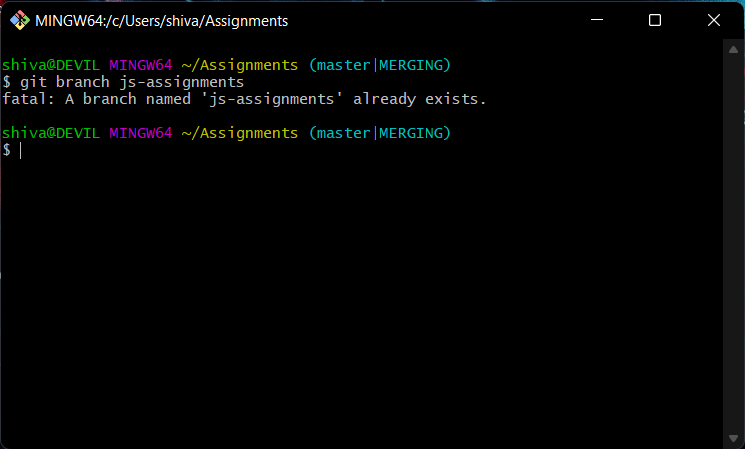 MINGW64:/c/Users/shiva/Assignments
shiva@DEVIL MINGW64 ~/Assignments (master|MERGING)
$ git branch js-assignments
fatal: A branch named 'js-assignments' already exists.
shiva@DEVIL MINGW64 ~/Assignments (master|MERGING)
$